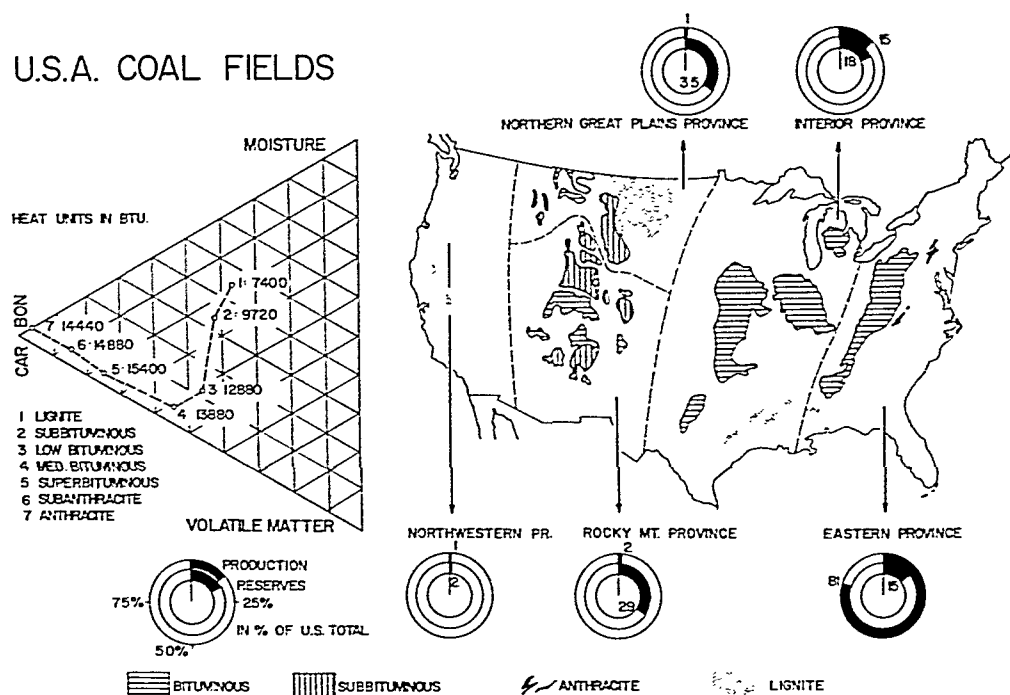 U.S.A. COAL FIELDS
1
35
15
18
NORTHERN GREAT PLAINS PROVINCE
INTERIOR PROVINCE
MOISTURE
HEAT UNITS IN BTU.
CAR BON
1:7400
2:9720
7 14440
6·14880
5·15400
3 12880
4 13880
1 LIGNITE
2 SUBBITUMINOUS
3 LOW BITUMINOUS
4 MED. BITUMINOUS
5 SUPERBITUMINOUS
6 SUBANTHRACITE
7 ANTHRACITE
VOLATILE MATTER
NORTHWESTERN PR.
ROCKY MT. PROVINCE
EASTERN PROVINCE
1
2
2
29
81
15
PRODUCTION
RESERVES
75%
25%
IN % OF U.S. TOTAL
50%
BITUMINOUS
SUBBITUMINOUS
ANTHRACITE
LIGNITE